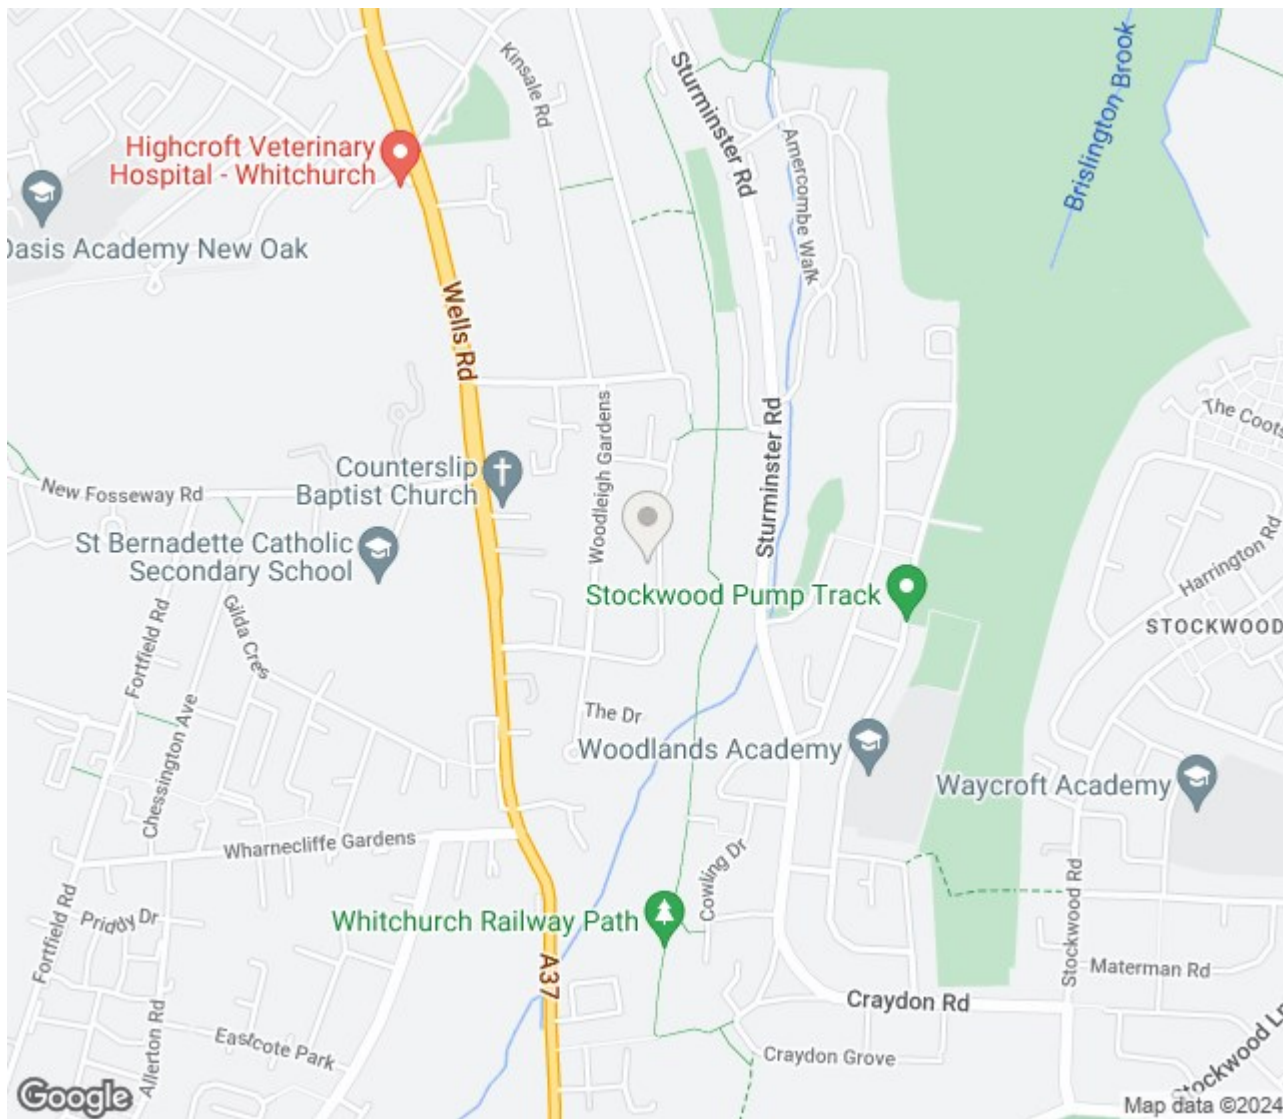 Kinsale Rd
Sturminster Rd
Brislington Brook
Highcroft Veterinary
Hospital - Whitchurch
Amercombe Walk
Oasis Academy New Oak
Wells Rd
The Coots
Woodleigh Gardens
Sturminster Rd
Counterslip
Baptist Church
New Fosseway Rd
Harrington Rd
St Bernadette Catholic
Secondary School
Stockwood Pump Track
STOCKWOOD
Fortfield Rd
Gilda Cres
The Dr
Chessington Ave
Woodlands Academy
Waycroft Academy
Wharnecliffe Gardens
Cowling Dr
Stockwood Rd
Fortfield Rd
Priddy Dr
Whitchurch Railway Path
A37
Materman Rd
Craydon Rd
Allerton Rd
Eastcote Park
Craydon Grove
Stockwood Ln
Google
Map data ©2024